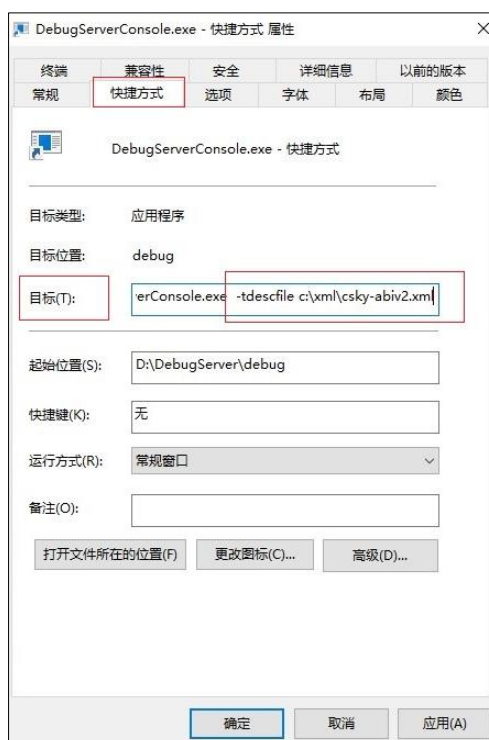 DebugServerConsole.exe - 快捷方式 属性
终端 兼容性 安全 详细信息 以前的版本
常规 快捷方式 选项 字体 布局 颜色
DebugServerConsole.exe - 快捷方式
目标类型: 应用程序
目标位置: debug
目标(T): erConsole.exe -tdescfile c:\xml\csky-abiv2.xml
起始位置(S): D:\DebugServer\debug
快捷键(K): 无
运行方式(R): 常规窗口
备注(O):
打开文件所在的位置(F) 更改图标(C)... 高级(D)...
确定 取消 应用(A)